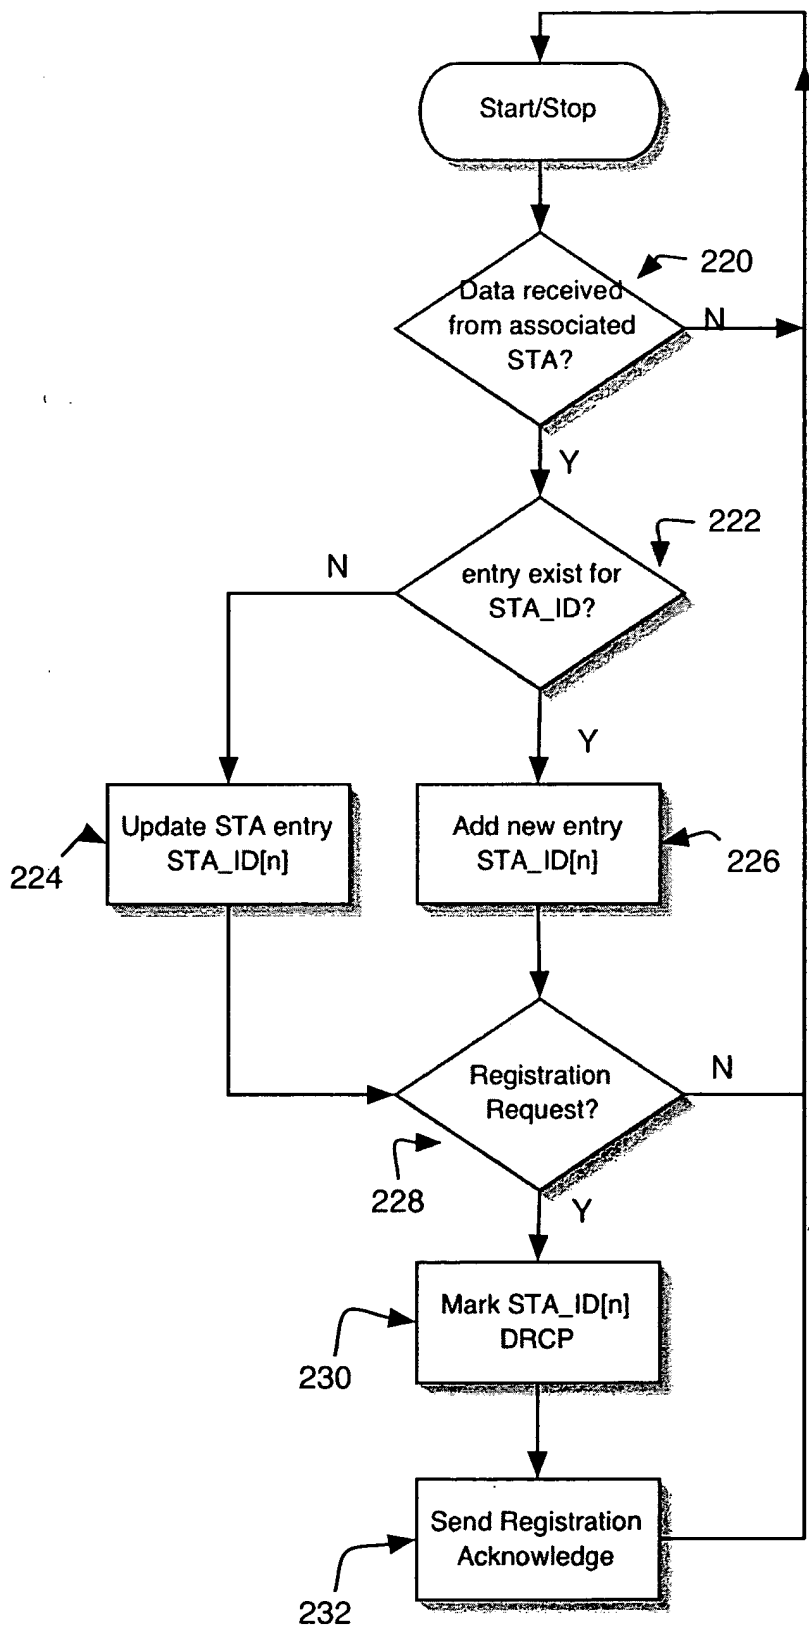 Start/Stop
220
Data received
from associated
STA?
N
Y
222
entry exist for
STA_ID?
N
Y
Update STA entry
STA_ID[n]
224
Add new entry
STA_ID[n]
226
Registration
Request?
N
228
Y
Mark STA_ID[n]
DRCP
230
Send Registration
Acknowledge
232